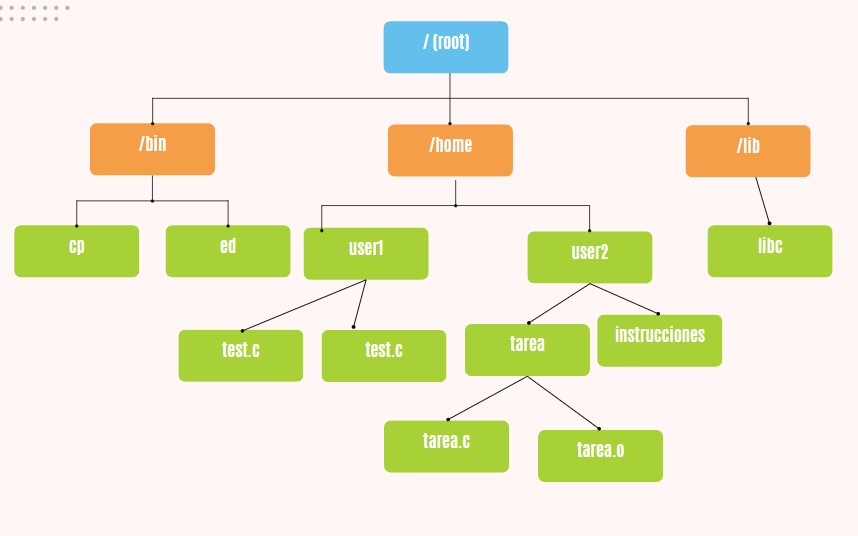 / (root)
/bin
/home
/lib
cp
ed
user1
user2
libc
test.c
test.c
tarea
instrucciones
tarea.c
tarea.o